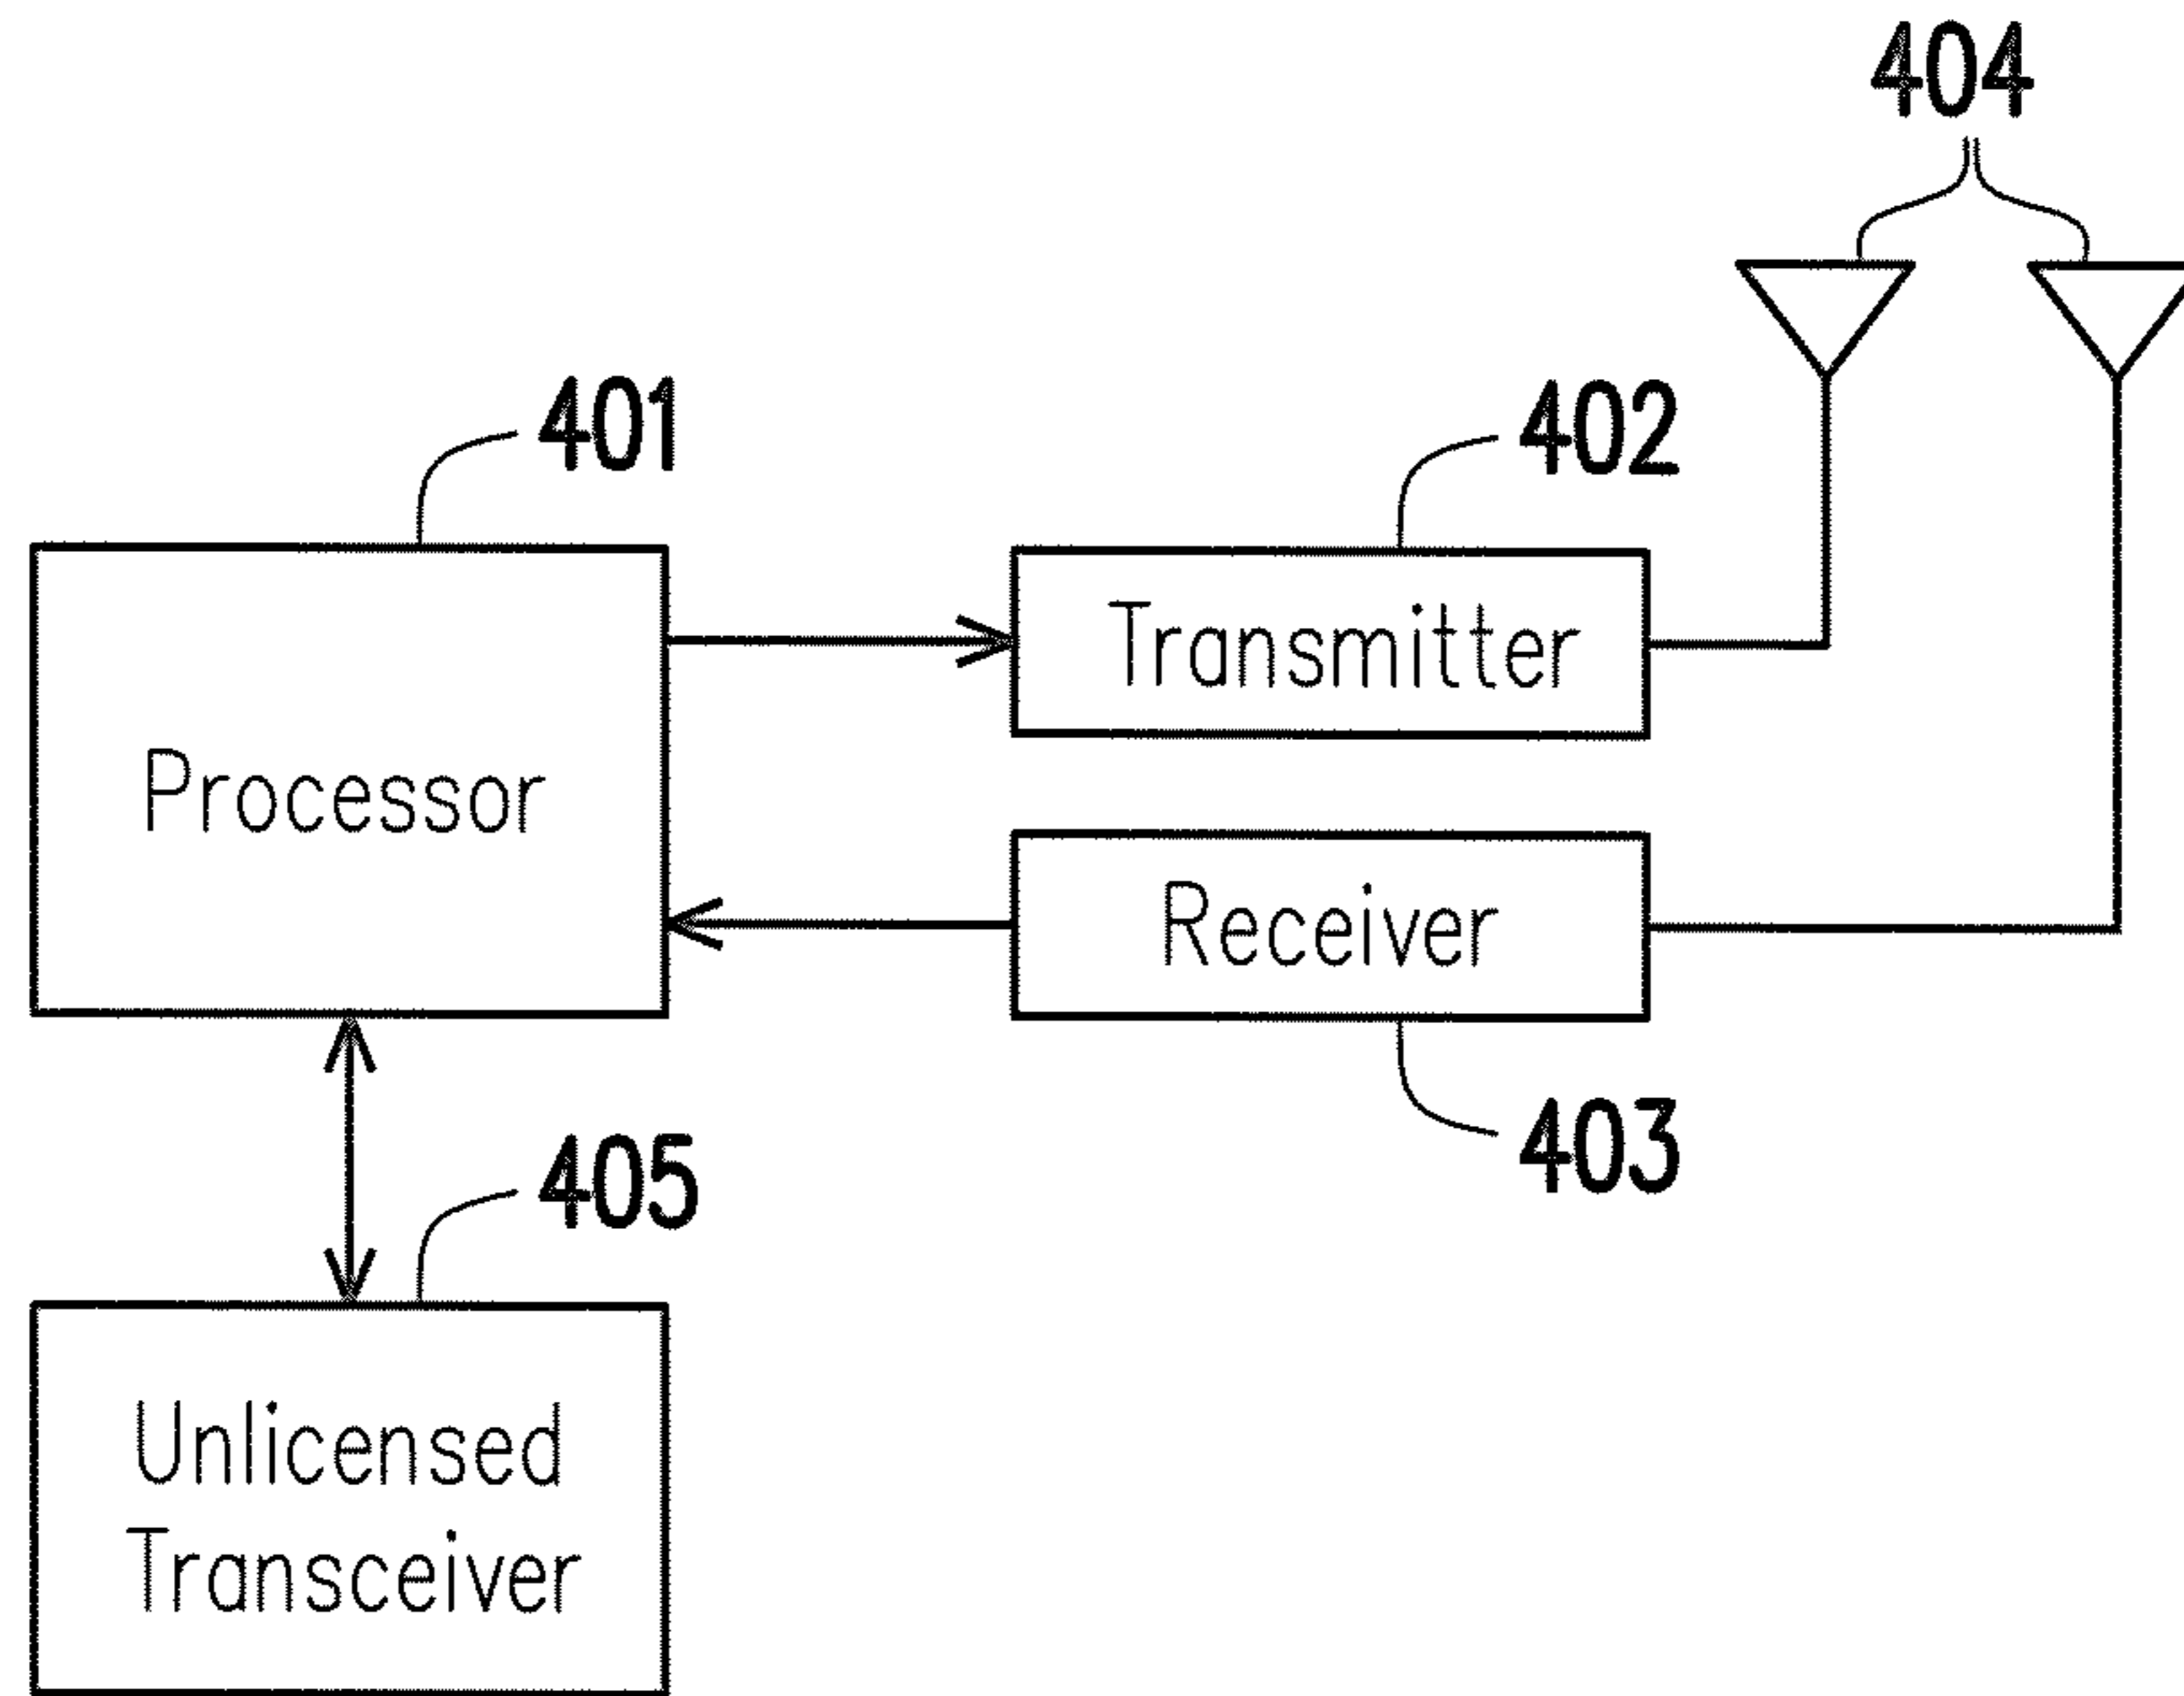 404
401
402
Transmitter
Processor
Receiver
403
405
Unlicensed
Transceiver